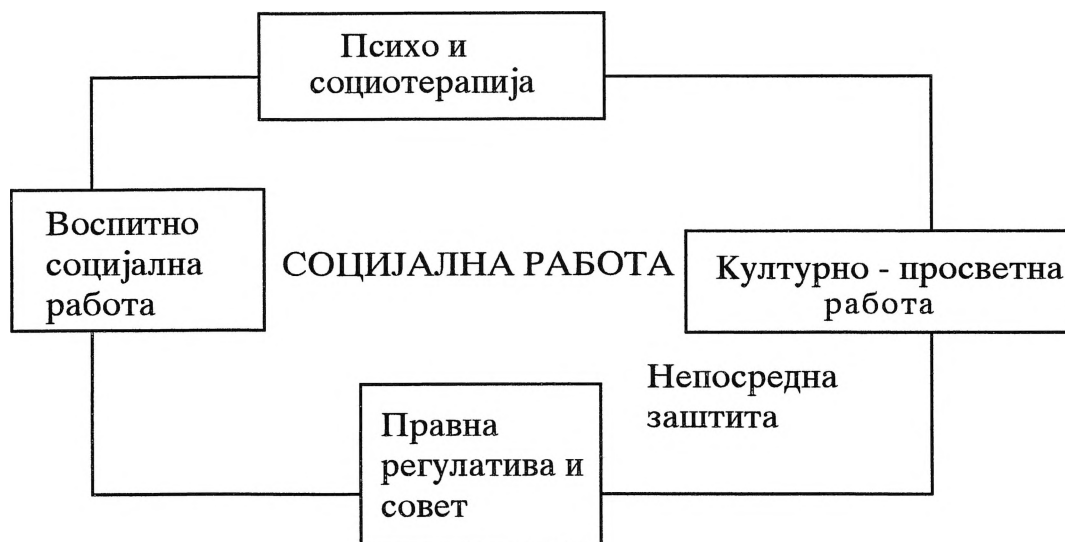 Психо и
социотерапија
Воспитно
социјална
работа
СОЦИЈАЛНА РАБОТА
Културно - просветна
работа
Непосредна
заштита
Правна
регулатива и
совет